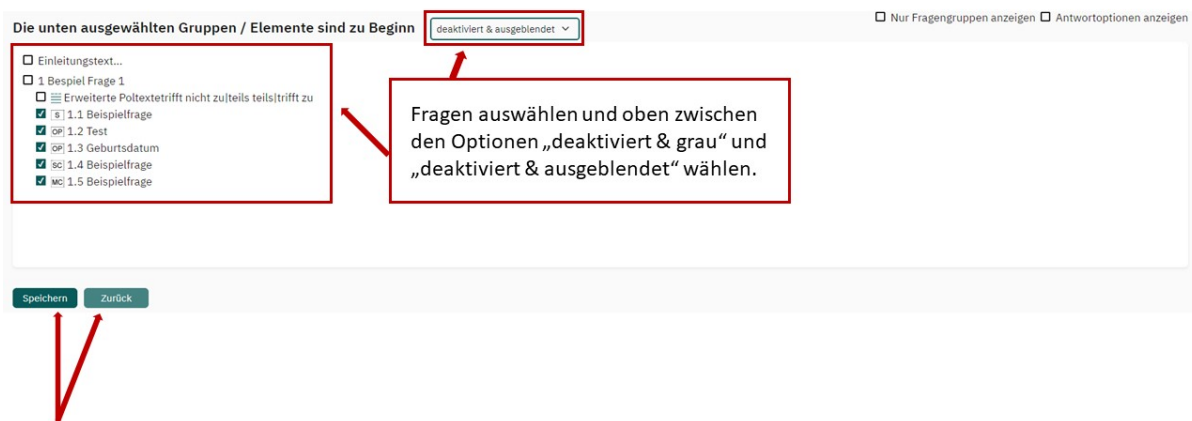 Die unten ausgewählten Gruppen / Elemente sind zu Beginn deaktiviert & ausgeblendet
Nur Fragengruppen anzeigen Antwortoptionen anzeigen
Einleitungstext...
1 Bespiel Frage 1
Erweiterte Poltextetrifft nicht zu|teils teils|trifft zu
S 1.1 Beispielfrage
OP 1.2 Test
OP 1.3 Geburtsdatum
SC 1.4 Beispielfrage
MC 1.5 Beispielfrage
Fragen auswählen und oben zwischen
den Optionen „deaktiviert & grau“ und
„deaktiviert & ausgeblendet“ wählen.
Speichern Zurück